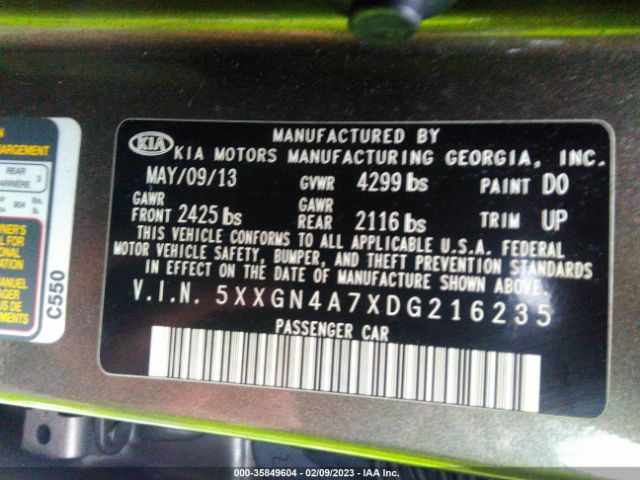 KIA
MANUFACTURED BY
KIA MOTORS MANUFACTURING GEORGIA, INC.
MAY/09/13 GVWR 4299 lbs PAINT D0
GAWR FRONT 2425 lbs GAWR REAR 2116 lbs TRIM UP
THIS VEHICLE CONFORMS TO ALL APPLICABLE U.S.A. FEDERAL
MOTOR VEHICLE SAFETY, BUMPER, AND THEFT PREVENTION STANDARDS
IN EFFECT ON THE DATE OF MANUFACTURE SHOWN ABOVE.
V.I.N. 5XXGN4A7XDG216235
PASSENGER CAR
REAR 3
C550
000-35849604 - 02/09/2023 - IAA Inc.